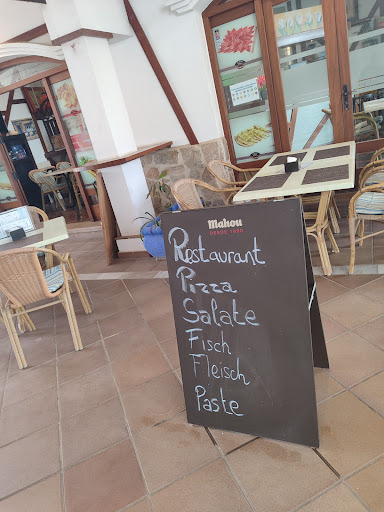 Mahou
DESDE 1890
Restaurant
Pizza
Salate
Fisch
Fleisch
Paste